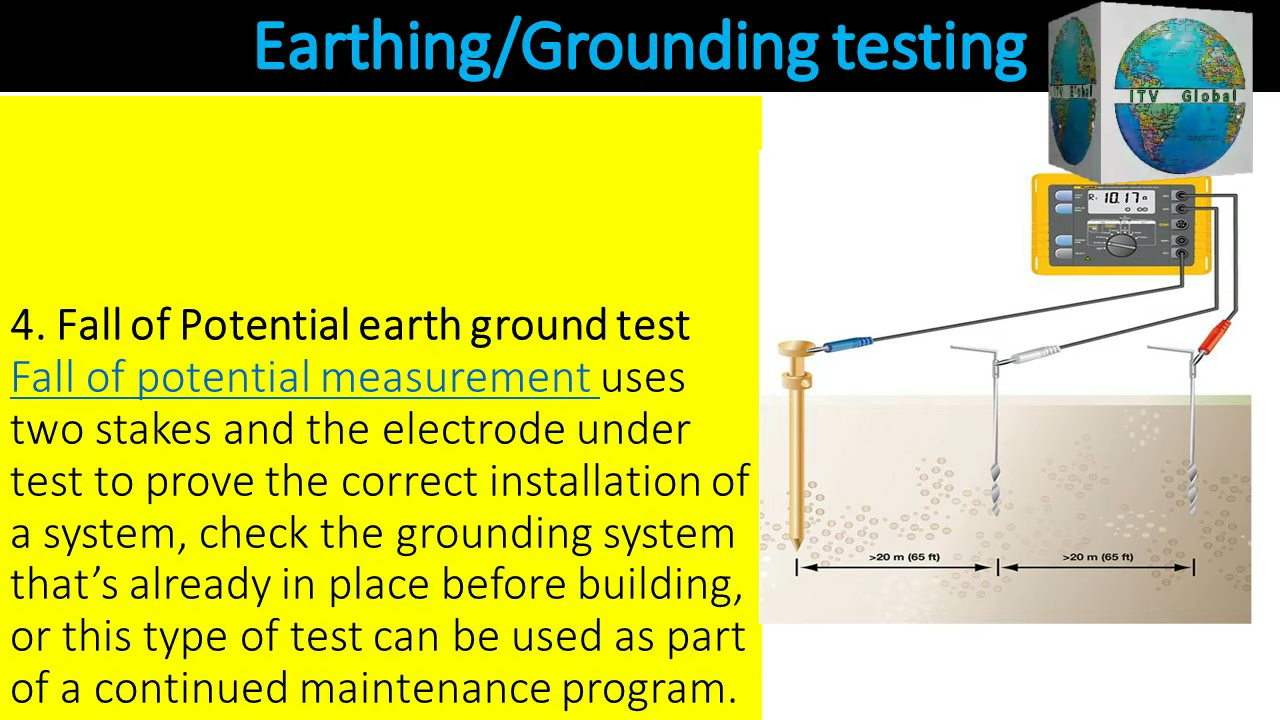 Earthing/Grounding testing
ITV Global
10.17
4. Fall of Potential earth ground test
Fall of potential measurement uses
two stakes and the electrode under
test to prove the correct installation of
a system, check the grounding system
that’s already in place before building,
or this type of test can be used as part
of a continued maintenance program.
>20 m (65 ft)
>20 m (65 ft)